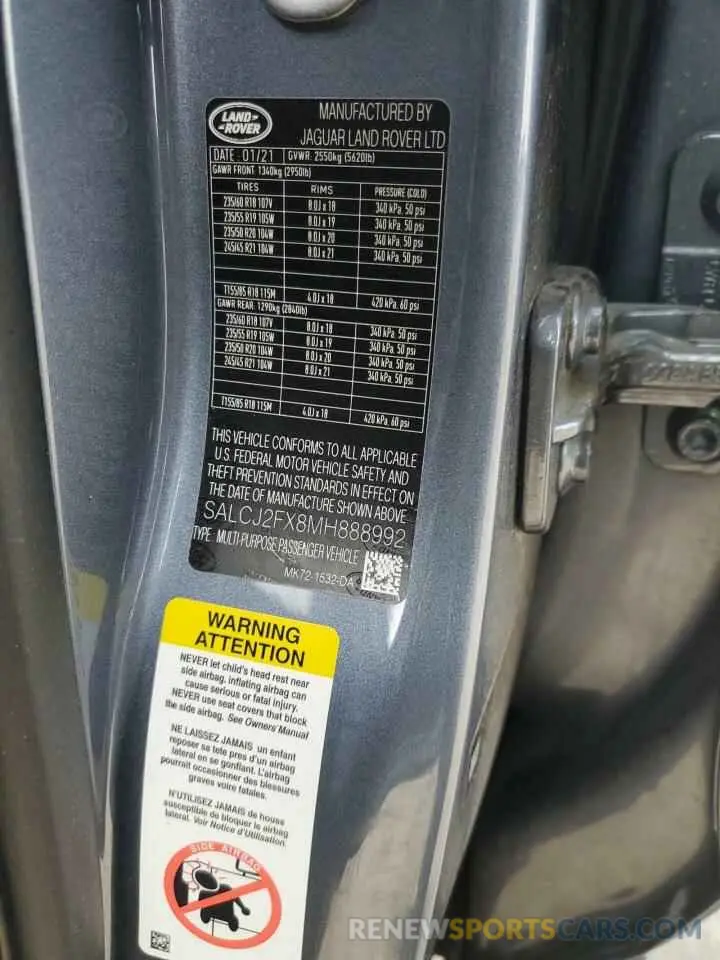 LAND
ROVER
MANUFACTURED BY
JAGUAR LAND ROVER LTD
DATE 01/21 GVWR: 2550kg (5620lb)
GAWR FRONT 1340kg (2950lb)
TIRES RIMS PRESSURE (COLD)
235/60 R18 107V 8.0J x 18 340 kPa, 50 psi
235/55 R19 105W 8.0J x 19 340 kPa, 50 psi
235/50 R20 104W 8.0J x 20 340 kPa, 50 psi
245/45 R21 104W 8.0J x 21 340 kPa, 50 psi
T155/85 R18 115M 4.0J x 18 420 kPa, 60 psi
GAWR REAR 1290kg (2840lb)
235/60 R18 107V 8.0J x 18 340 kPa, 50 psi
235/55 R19 105W 8.0J x 19 340 kPa, 50 psi
235/50 R20 104W 8.0J x 20 340 kPa, 50 psi
245/45 R21 104W 8.0J x 21 340 kPa, 50 psi
T155/85 R18 115M 4.0J x 18 420 kPa, 60 psi
THIS VEHICLE CONFORMS TO ALL APPLICABLE
U.S. FEDERAL MOTOR VEHICLE SAFETY AND
THEFT PREVENTION STANDARDS IN EFFECT ON
THE DATE OF MANUFACTURE SHOWN ABOVE
SALCJ2FX8MH888992
TYPE: MULTI-PURPOSE PASSENGER VEHICLE
MK72-1532-DA
WARNING
ATTENTION
NEVER let child's head rest near
side airbag, inflating airbag can
cause serious or fatal injury.
NEVER use seat covers that block
the side airbag. See Owners Manual
NE LAISSEZ JAMAIS un enfant
reposer sa tete pres d'un airbag
lateral en se gonflant. L'airbag
pourrait occasionner des blessures
graves voire fatales.
N'UTILISEZ JAMAIS de housse
susceptible de bloquer le airbag
lateral. Voir Notice d'Utilisation.
SIDE AIRBAG
RENEWSPORTSCARS.COM